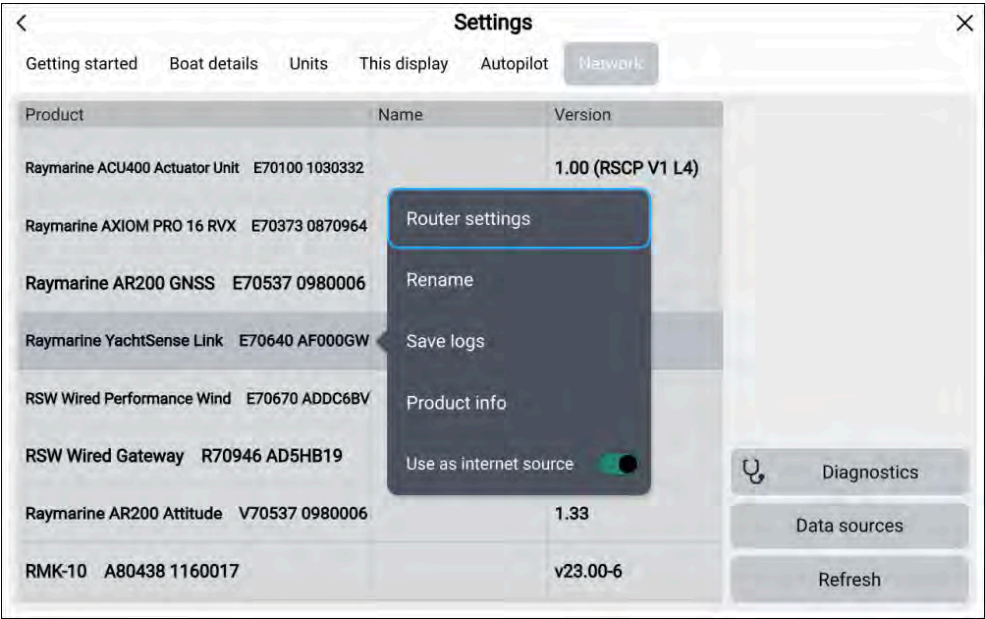 Settings
Getting started Boat details Units This display Autopilot Network
Product Name Version
Raymarine ACU400 Actuator Unit E70100 1030332 1.00 (RSCP V1 L4)
Raymarine AXIOM PRO 16 RVX E70373 0870964
Router settings
Raymarine AR200 GNSS E70537 0980006
Rename
Raymarine YachtSense Link E70640 AF000GW
Save logs
RSW Wired Performance Wind E70670 ADDC6BV
Product info
RSW Wired Gateway R70946 AD5HB19
Use as internet source
Diagnostics
Raymarine AR200 Attitude V70537 0980006 1.33
Data sources
RMK-10 A80438 1160017 v23.00-6
Refresh